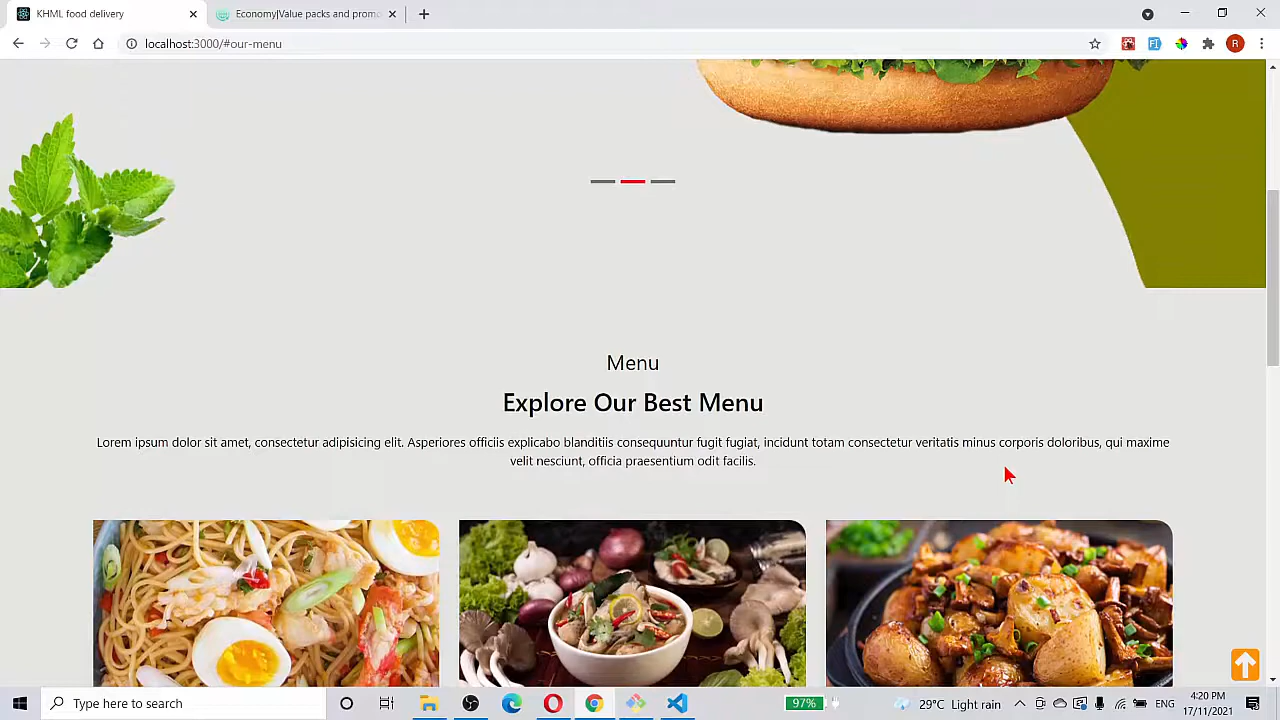 KHML food delivery
Economy|Value packs and prom
localhost:3000/#our-menu
R
Menu
Explore Our Best Menu
Lorem ipsum dolor sit amet, consectetur adipisicing elit. Asperiores officiis explicabo blanditiis consequuntur fugit fugiat, incidunt totam consectetur veritatis minus corporis doloribus, qui maxime
velit nesciunt, officia praesentium odit facilis.
Type here to search
97%
29°C Light rain
ENG
4:20 PM
17/11/2021